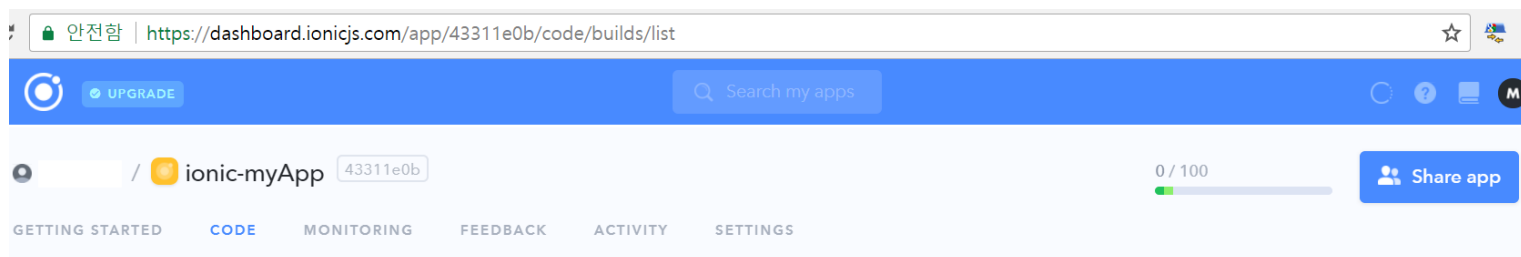 안전함 https://dashboard.ionicjs.com/app/43311e0b/code/builds/list
UPGRADE Search my apps M
/ ionic-myApp 43311e0b 0 / 100 Share app
GETTING STARTED CODE MONITORING FEEDBACK ACTIVITY SETTINGS